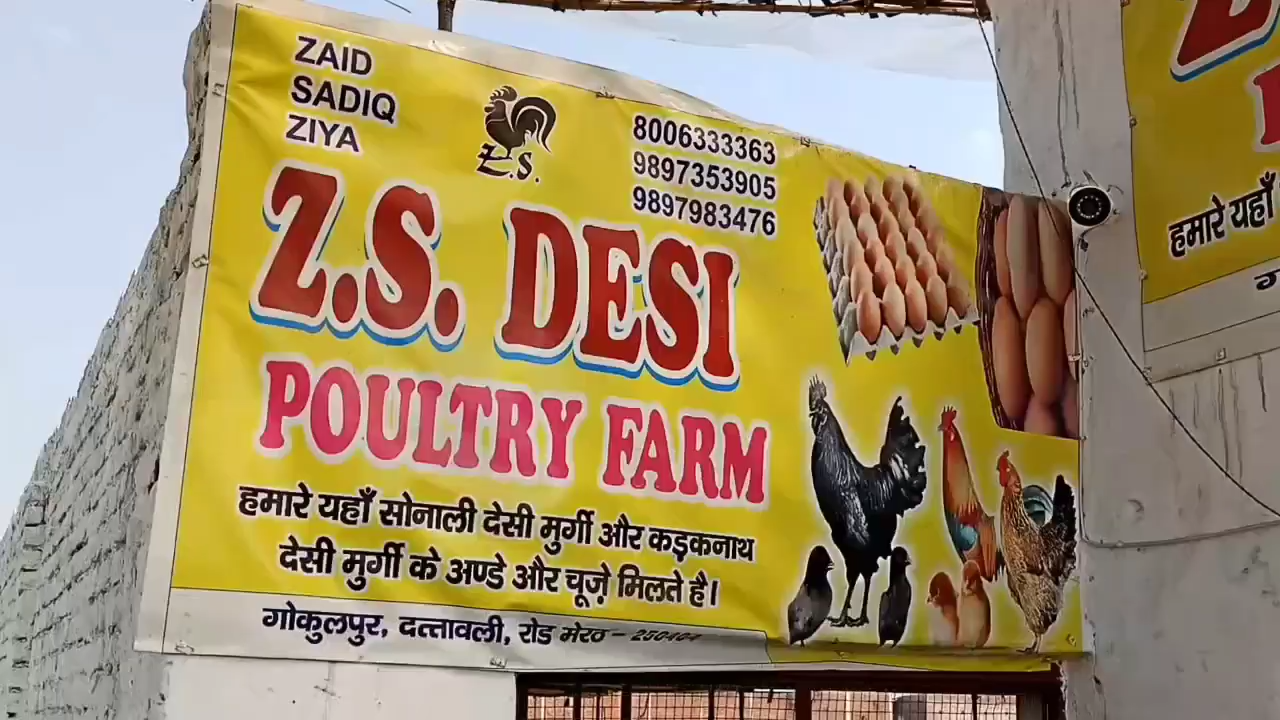 ZAID
SADIQ
ZIYA
Z.S.
8006333363
9897353905
9897983476
Z.S. DESI
POULTRY FARM
हमारे यहाँ सोनाली देसी मुर्गी और कड़कनाथ
देसी मुर्गी के अण्डे और चूज़े मिलते है।
गोकुलपुर, दत्तावली, रोड मेरठ -
हमारे यहाँ